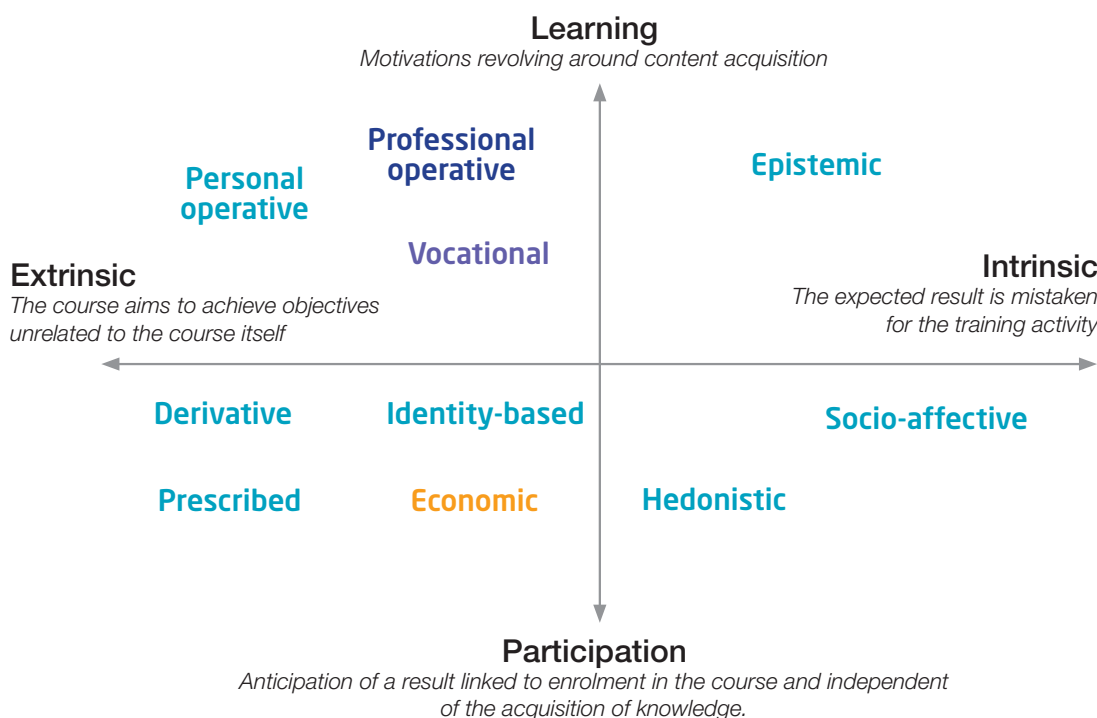 Learning
Motivations revolving around content acquisition
Professional
operative
Personal
operative
Epistemic
Vocational
Extrinsic
The course aims to achieve objectives
unrelated to the course itself
Intrinsic
The expected result is mistaken
for the training activity
Derivative
Identity-based
Socio-affective
Prescribed
Economic
Hedonistic
Participation
Anticipation of a result linked to enrolment in the course and independent
of the acquisition of knowledge.